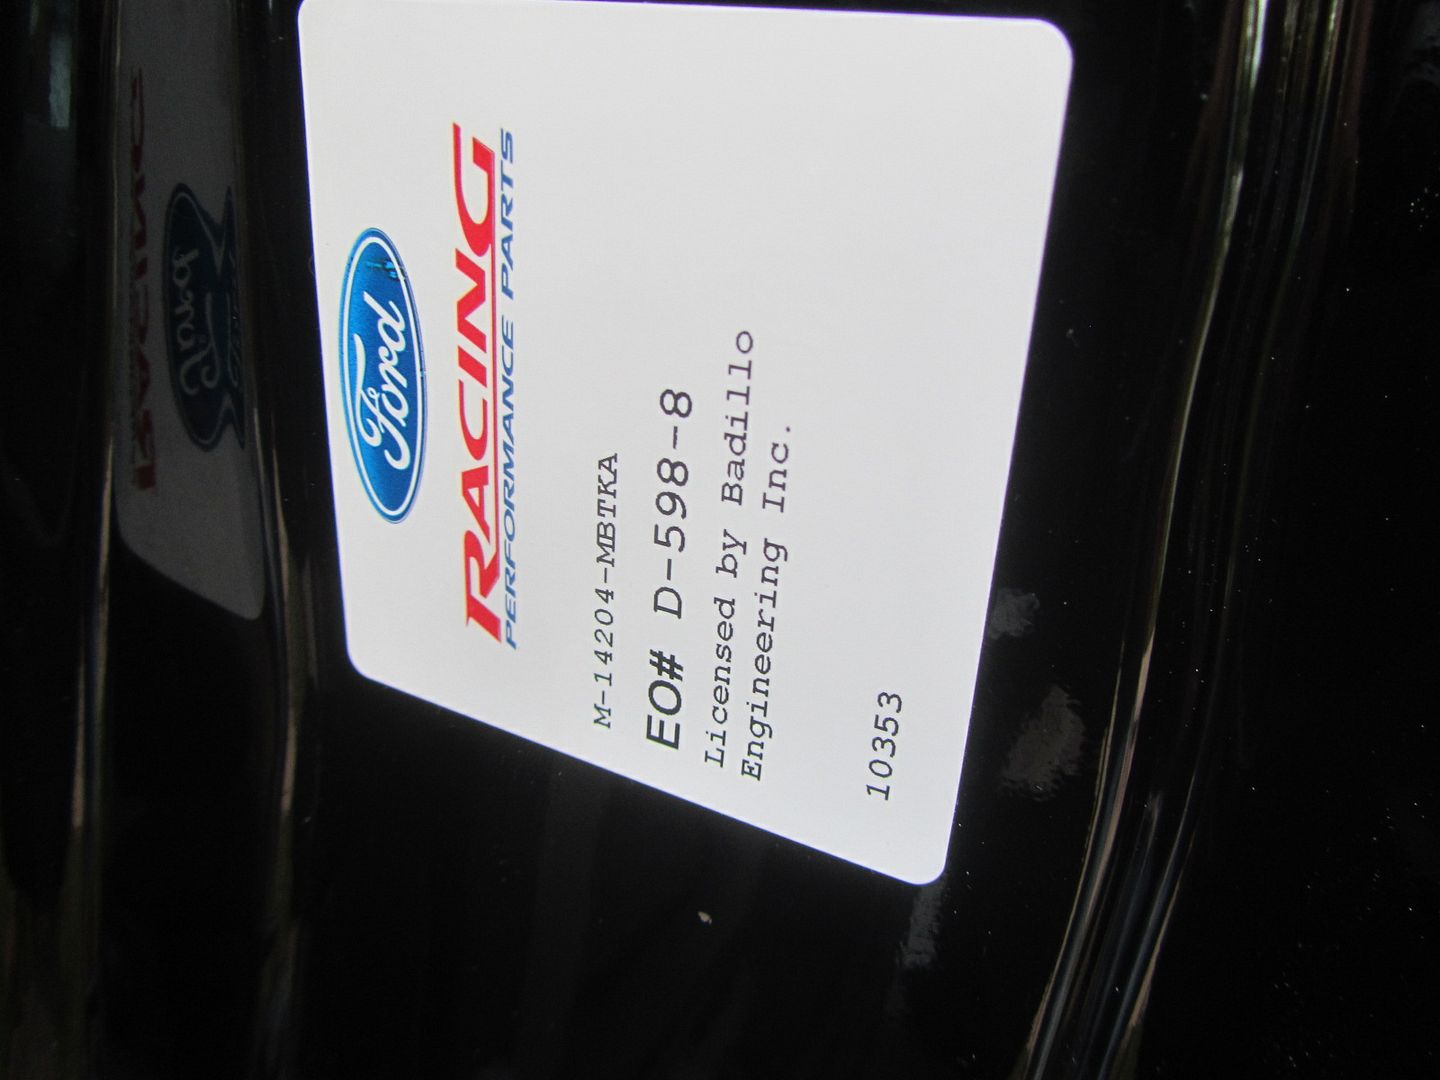 Ford
RACING
PERFORMANCE PARTS
M-14204-MBTKA
EO# D-598-8
Licensed by Badillo
Engineering Inc.
10353